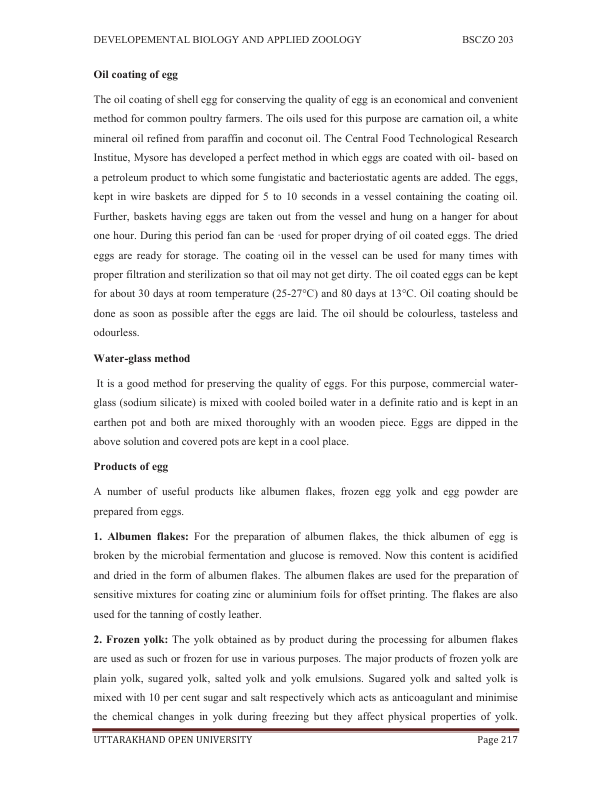 DEVELOPEMENTAL BIOLOGY AND APPLIED ZOOLOGY BSCZO 203
Oil coating of egg
The oil coating of shell egg for conserving the quality of egg is an economical and convenient
method for common poultry farmers. The oils used for this purpose are carnation oil, a white
mineral oil refined from paraffin and coconut oil. The Central Food Technological Research
Institue, Mysore has developed a perfect method in which eggs are coated with oil- based on
a petroleum product to which some fungistatic and bacteriostatic agents are added. The eggs,
kept in wire baskets are dipped for 5 to 10 seconds in a vessel containing the coating oil.
Further, baskets having eggs are taken out from the vessel and hung on a hanger for about
one hour. During this period fan can be ·used for proper drying of oil coated eggs. The dried
eggs are ready for storage. The coating oil in the vessel can be used for many times with
proper filtration and sterilization so that oil may not get dirty. The oil coated eggs can be kept
for about 30 days at room temperature (25-27°C) and 80 days at 13°C. Oil coating should be
done as soon as possible after the eggs are laid. The oil should be colourless, tasteless and
odourless.
Water-glass method
It is a good method for preserving the quality of eggs. For this purpose, commercial water-
glass (sodium silicate) is mixed with cooled boiled water in a definite ratio and is kept in an
earthen pot and both are mixed thoroughly with an wooden piece. Eggs are dipped in the
above solution and covered pots are kept in a cool place.
Products of egg
A number of useful products like albumen flakes, frozen egg yolk and egg powder are
prepared from eggs.
1. Albumen flakes: For the preparation of albumen flakes, the thick albumen of egg is
broken by the microbial fermentation and glucose is removed. Now this content is acidified
and dried in the form of albumen flakes. The albumen flakes are used for the preparation of
sensitive mixtures for coating zinc or aluminium foils for offset printing. The flakes are also
used for the tanning of costly leather.
2. Frozen yolk: The yolk obtained as by product during the processing for albumen flakes
are used as such or frozen for use in various purposes. The major products of frozen yolk are
plain yolk, sugared yolk, salted yolk and yolk emulsions. Sugared yolk and salted yolk is
mixed with 10 per cent sugar and salt respectively which acts as anticoagulant and minimise
the chemical changes in yolk during freezing but they affect physical properties of yolk.
UTTARAKHAND OPEN UNIVERSITY Page 217